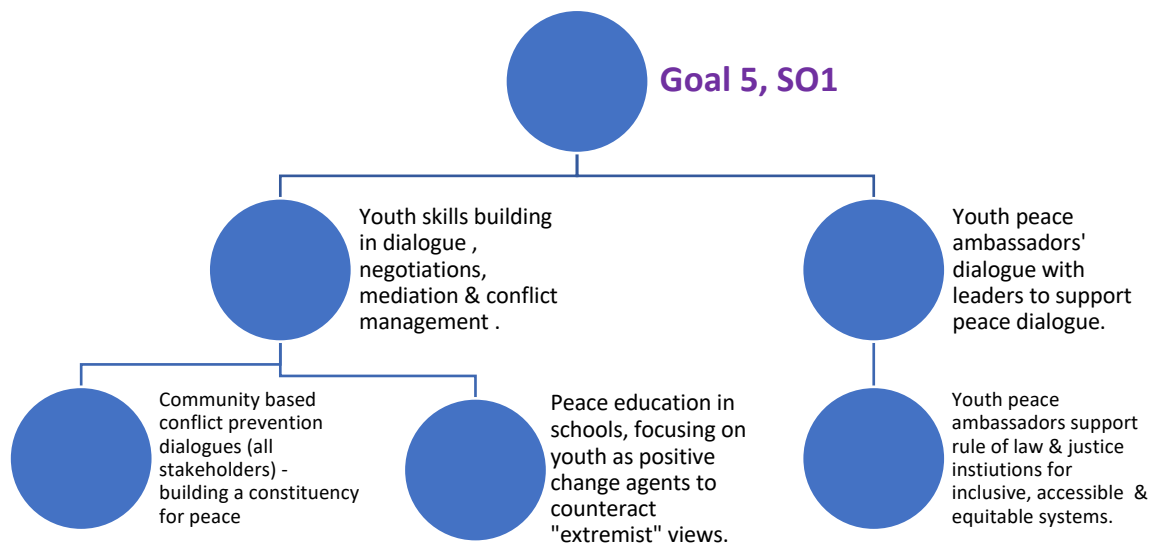 Goal 5, SO1
Youth skills building
in dialogue ,
negotiations,
mediation & conflict
management .
Youth peace
ambassadors'
dialogue with
leaders to support
peace dialogue.
Community based
conflict prevention
dialogues (all
stakeholders) -
building a constituency
for peace
Peace education in
schools, focusing on
youth as positive
change agents to
counteract
"extremist" views.
Youth peace
ambassadors support
rule of law & justice
instiutions for
inclusive, accessible  &
equitable systems.